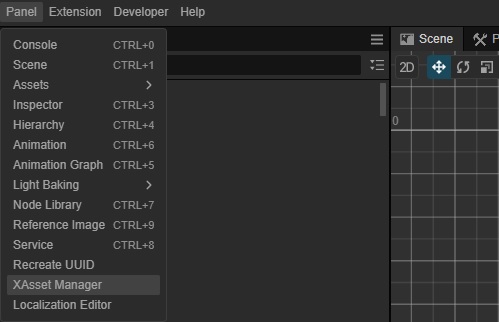 Panel Extension Developer Help
Scene
2D
0
Console CTRL+0
Scene CTRL+1
Assets
Inspector CTRL+3
Hierarchy CTRL+4
Animation CTRL+6
Animation Graph CTRL+5
Light Baking
Node Library CTRL+7
Reference Image CTRL+9
Service CTRL+8
Recreate UUID
XAsset Manager
Localization Editor